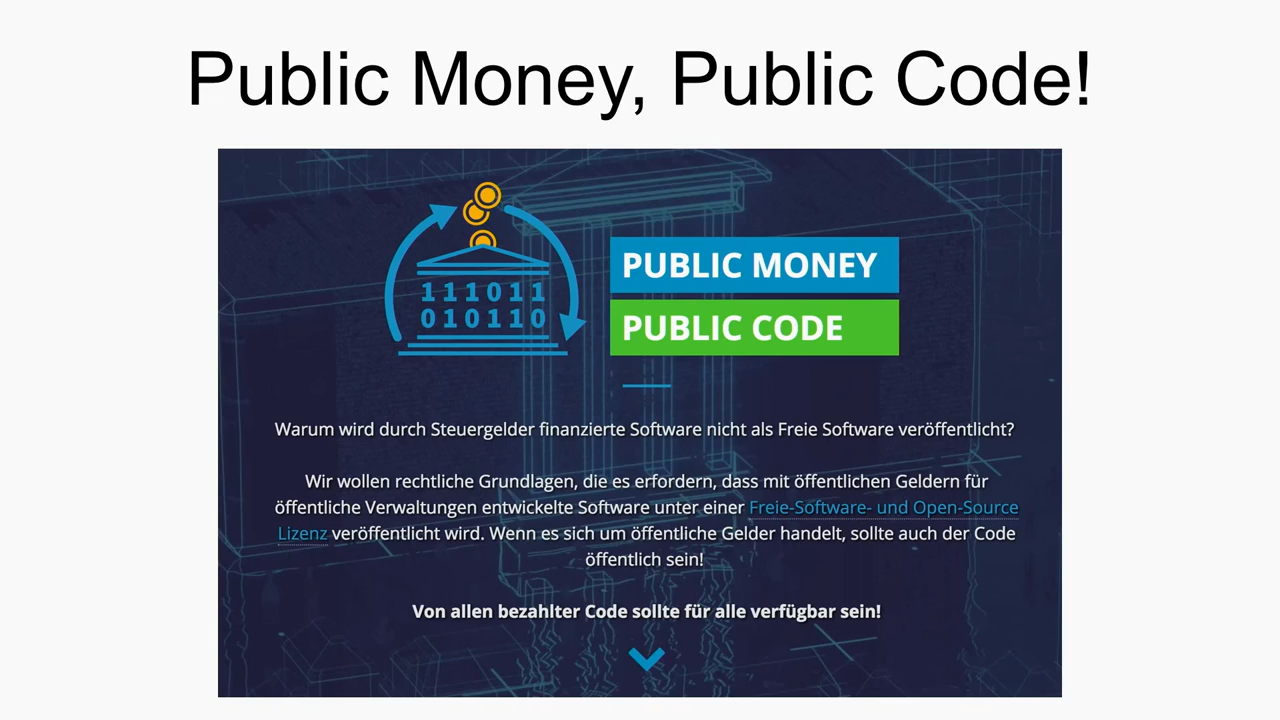 Public Money, Public Code!
111011
010110
PUBLIC MONEY
PUBLIC CODE
Warum wird durch Steuergelder finanzierte Software nicht als Freie Software veröffentlicht?
Wir wollen rechtliche Grundlagen, die es erfordern, dass mit öffentlichen Geldern für
öffentliche Verwaltungen entwickelte Software unter einer Freie-Software- und Open-Source
Lizenz veröffentlicht wird. Wenn es sich um öffentliche Gelder handelt, sollte auch der Code
öffentlich sein!
Von allen bezahlter Code sollte für alle verfügbar sein!